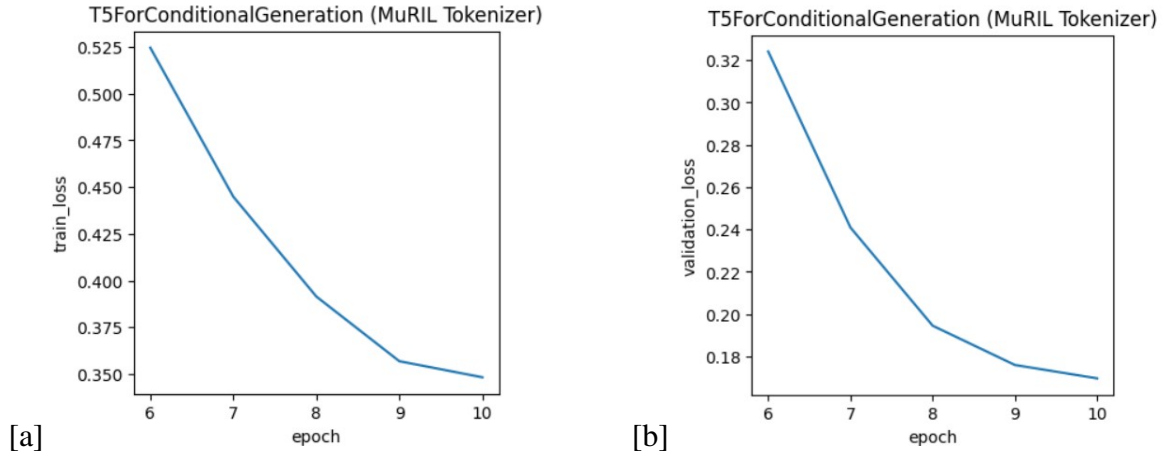 T5ForConditionalGeneration (MuRIL Tokenizer)
0.525
0.500
0.475
0.450
0.425
0.400
0.375
0.350
train_loss
6 7 8 9 10
epoch
[a]
T5ForConditionalGeneration (MuRIL Tokenizer)
0.32
0.30
0.28
0.26
0.24
0.22
0.20
0.18
validation_loss
6 7 8 9 10
epoch
[b]